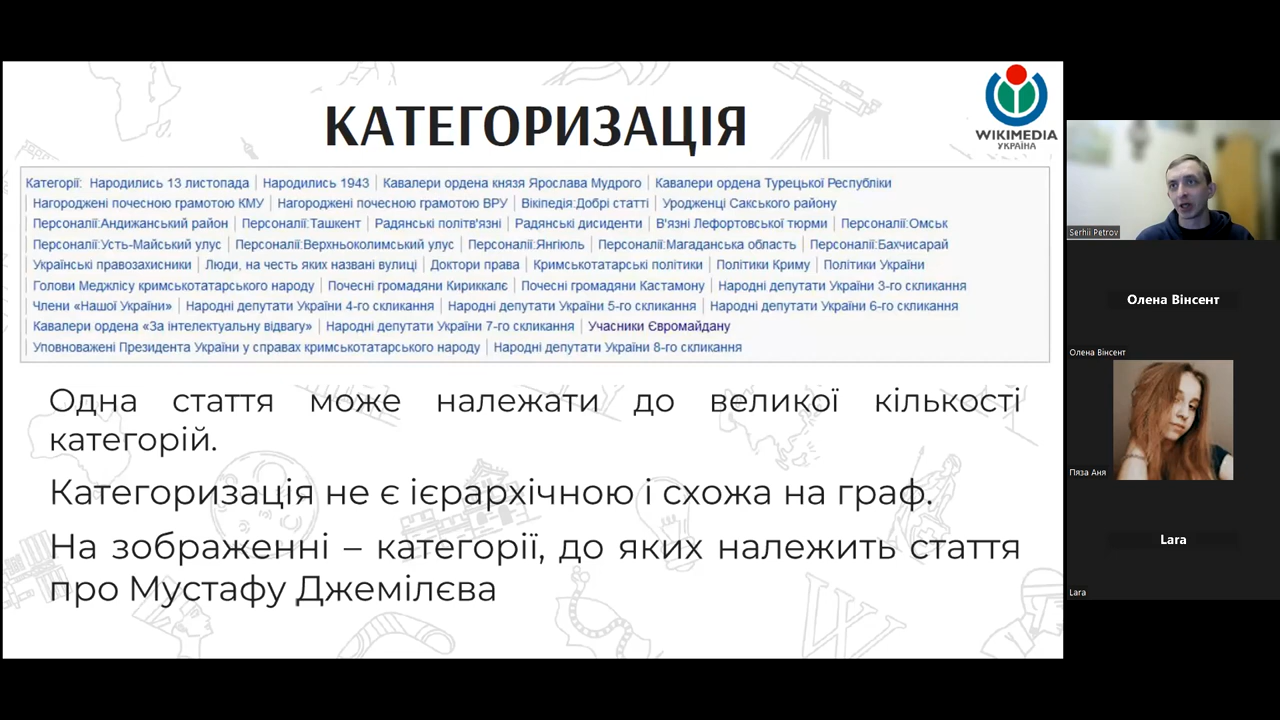 КАТЕГОРИЗАЦІЯ
WIKIMEDIA
УКРАЇНА
Категорії: Народились 13 листопада | Народились 1943 | Кавалери ордена князя Ярослава Мудрого | Кавалери ордена Турецької Республіки
| Нагороджені почесною грамотою КМУ | Нагороджені почесною грамотою ВРУ | Вікіпедія:Добрі статті | Уродженці Сакського району
| Персоналії:Андижанський район | Персоналії:Ташкент | Радянські політв'язні | Радянські дисиденти | В'язні Лефортовської тюрми | Персоналії:Омськ
| Персоналії:Усть-Майський улус | Персоналії:Верхньоколимський улус | Персоналії:Янгіюль | Персоналії:Магаданська область | Персоналії:Бахчисарай
| Українські правозахисники | Люди, на честь яких названі вулиці | Доктори права | Кримськотатарські політики | Політики Криму | Політики України
| Голови Меджлісу кримськотатарського народу | Почесні громадяни Кириккалє | Почесні громадяни Кастамону | Народні депутати України 3-го скликання
| Члени «Нашої України» | Народні депутати України 4-го скликання | Народні депутати України 5-го скликання | Народні депутати України 6-го скликання
| Кавалери ордена «За інтелектуальну відвагу» | Народні депутати України 7-го скликання | Учасники Євромайдану
| Уповноважені Президента України у справах кримськотатарського народу | Народні депутати України 8-го скликання
Одна стаття може належати до великої кількості
категорій.
Категоризація не є ієрархічною і схожа на граф.
На зображенні – категорії, до яких належить стаття
про Мустафу Джемілєва
Serhii Petrov
Олена Вінсент
Олена Вінсент
Пяза Аня
Lara
Lara